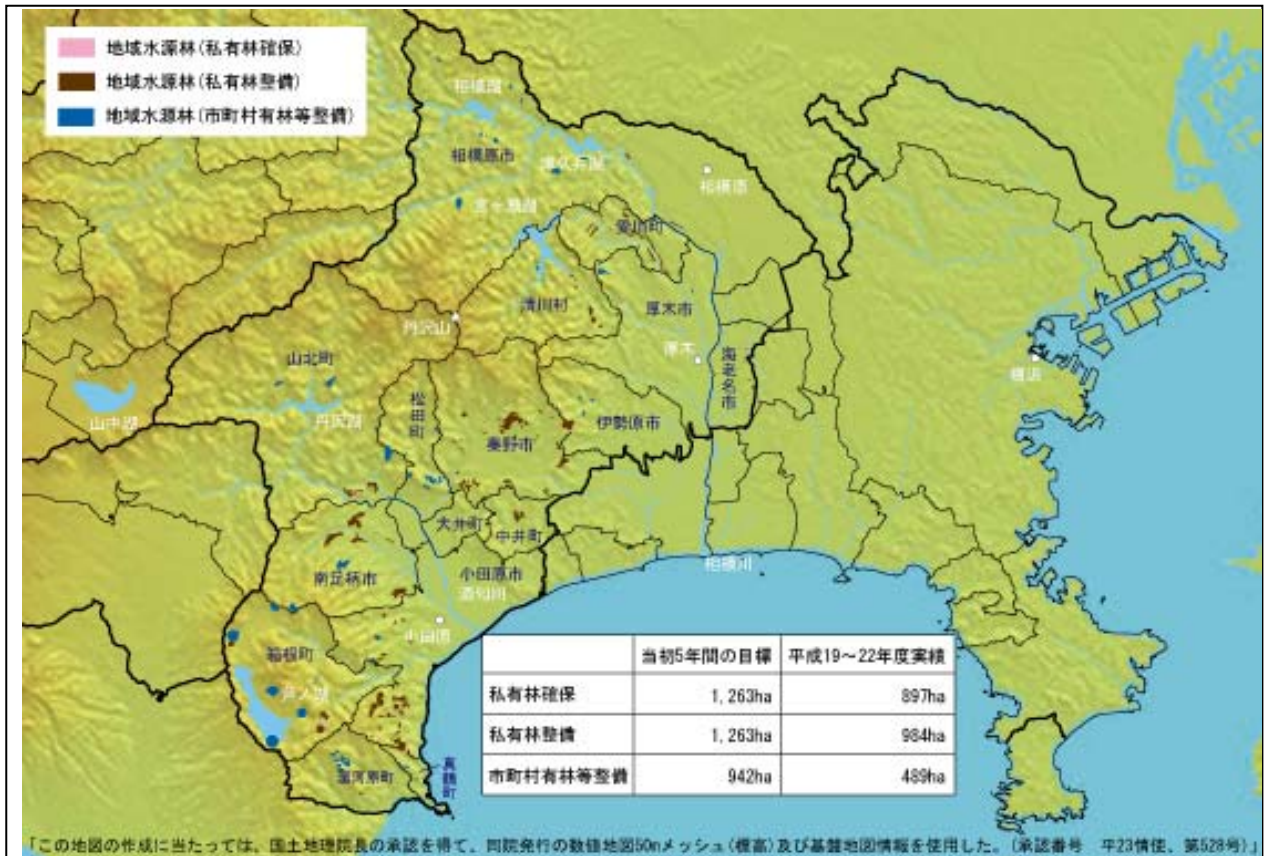 地域水源林(私有林確保)
地域水源林(私有林整備)
地域水源林(市町村有林等整備)
相模湖
相模原市
津久井湖
相模原
宮ヶ瀬湖
愛川町
清川村
厚木市
丹沢山
厚木
海老名市
横浜
山北町
山中湖
丹沢湖
松田町
秦野市
伊勢原市
大井町
中井町
相模川
南足柄市
小田原市
酒匂川
小田原
箱根町
芦ノ湖
湯河原町
真鶴町
当初5年間の目標 平成19～22年度実績
私有林確保 1,263ha 897ha
私有林整備 1,263ha 984ha
市町村有林等整備 942ha 489ha
「この地図の作成に当たっては、国土地理院長の承認を得て、同院発行の数値地図50mメッシュ(標高)及び基盤地図情報を使用した。(承認番号 平23情使、第528号)」